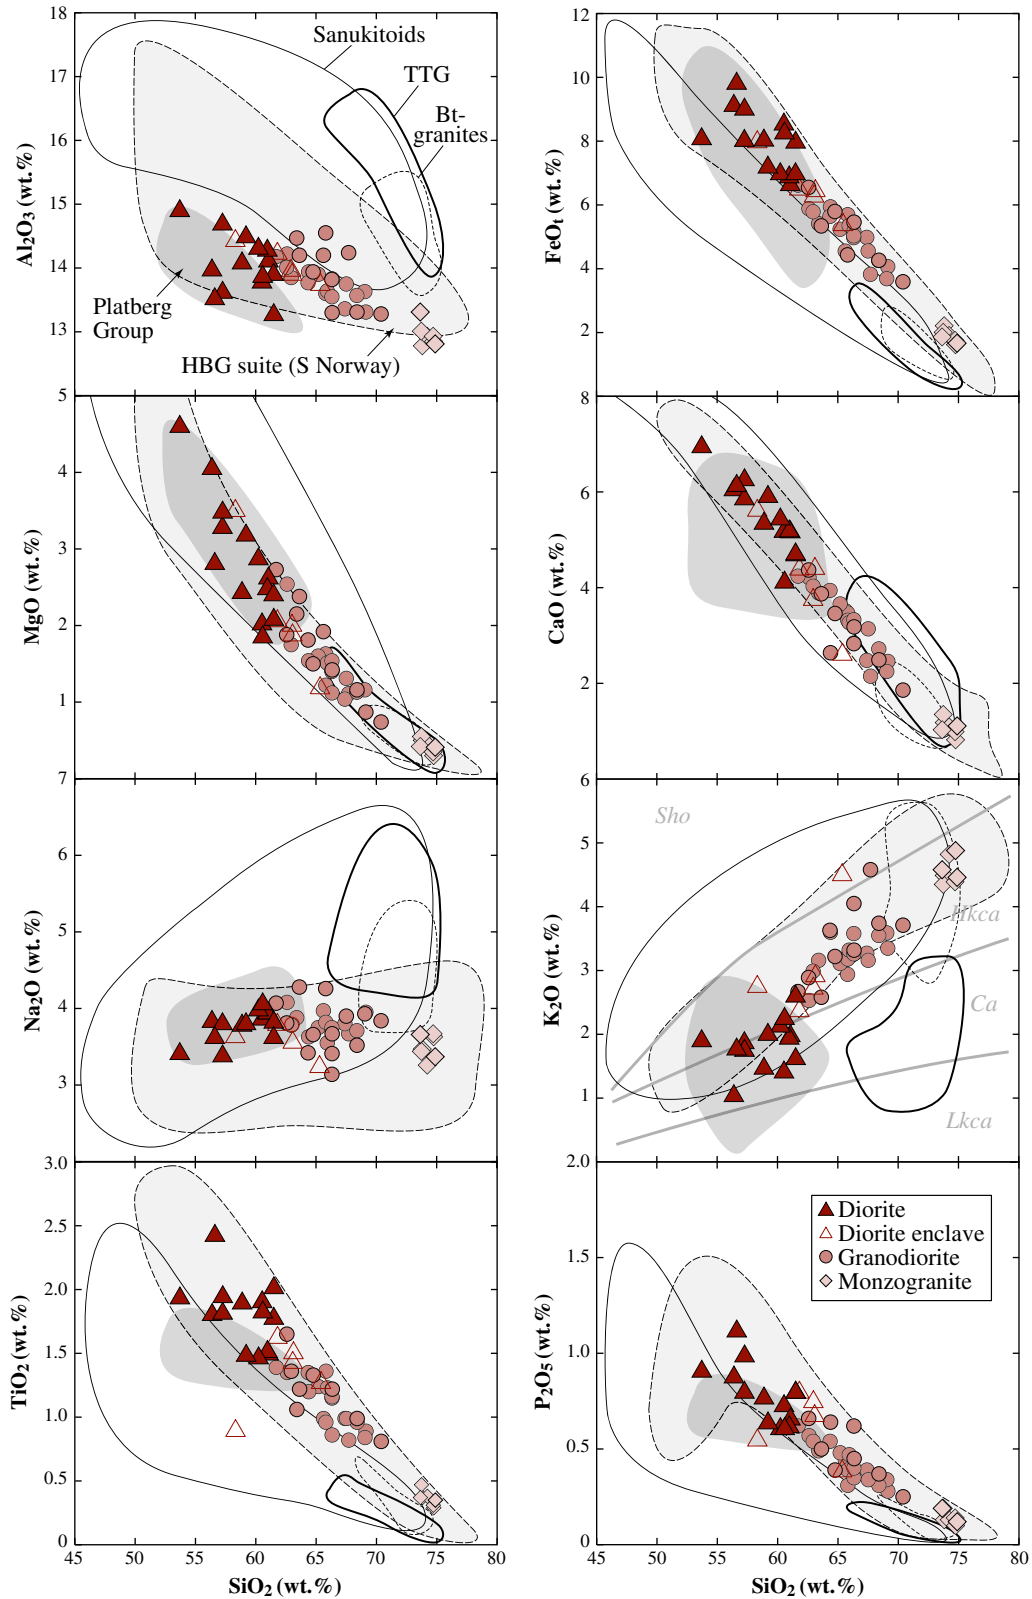 18
17
16
15
14
13
5
Al2O3 (wt.%)
Sanukitoids
TTG
Bt-
granites
Platberg
Group
HBG suite (S Norway)
12
10
8
6
4
2
8
FeOt (wt.%)
4
3
2
1
7
MgO (wt.%)
6
4
2
6
CaO (wt.%)
6
5
4
3
3.0
Na2O (wt.%)
5
4
3
2
1
2.0
K2O (wt.%)
Sho
Hkca
Ca
Lkca
2.5
2.0
1.5
1.0
0.5
0
TiO2 (wt.%)
45 50 55 60 65 70 75 80
SiO2 (wt.%)
1.5
1.0
0.5
0
P2O5 (wt.%)
Diorite
Diorite enclave
Granodiorite
Monzogranite
45 50 55 60 65 70 75 80
SiO2 (wt.%)